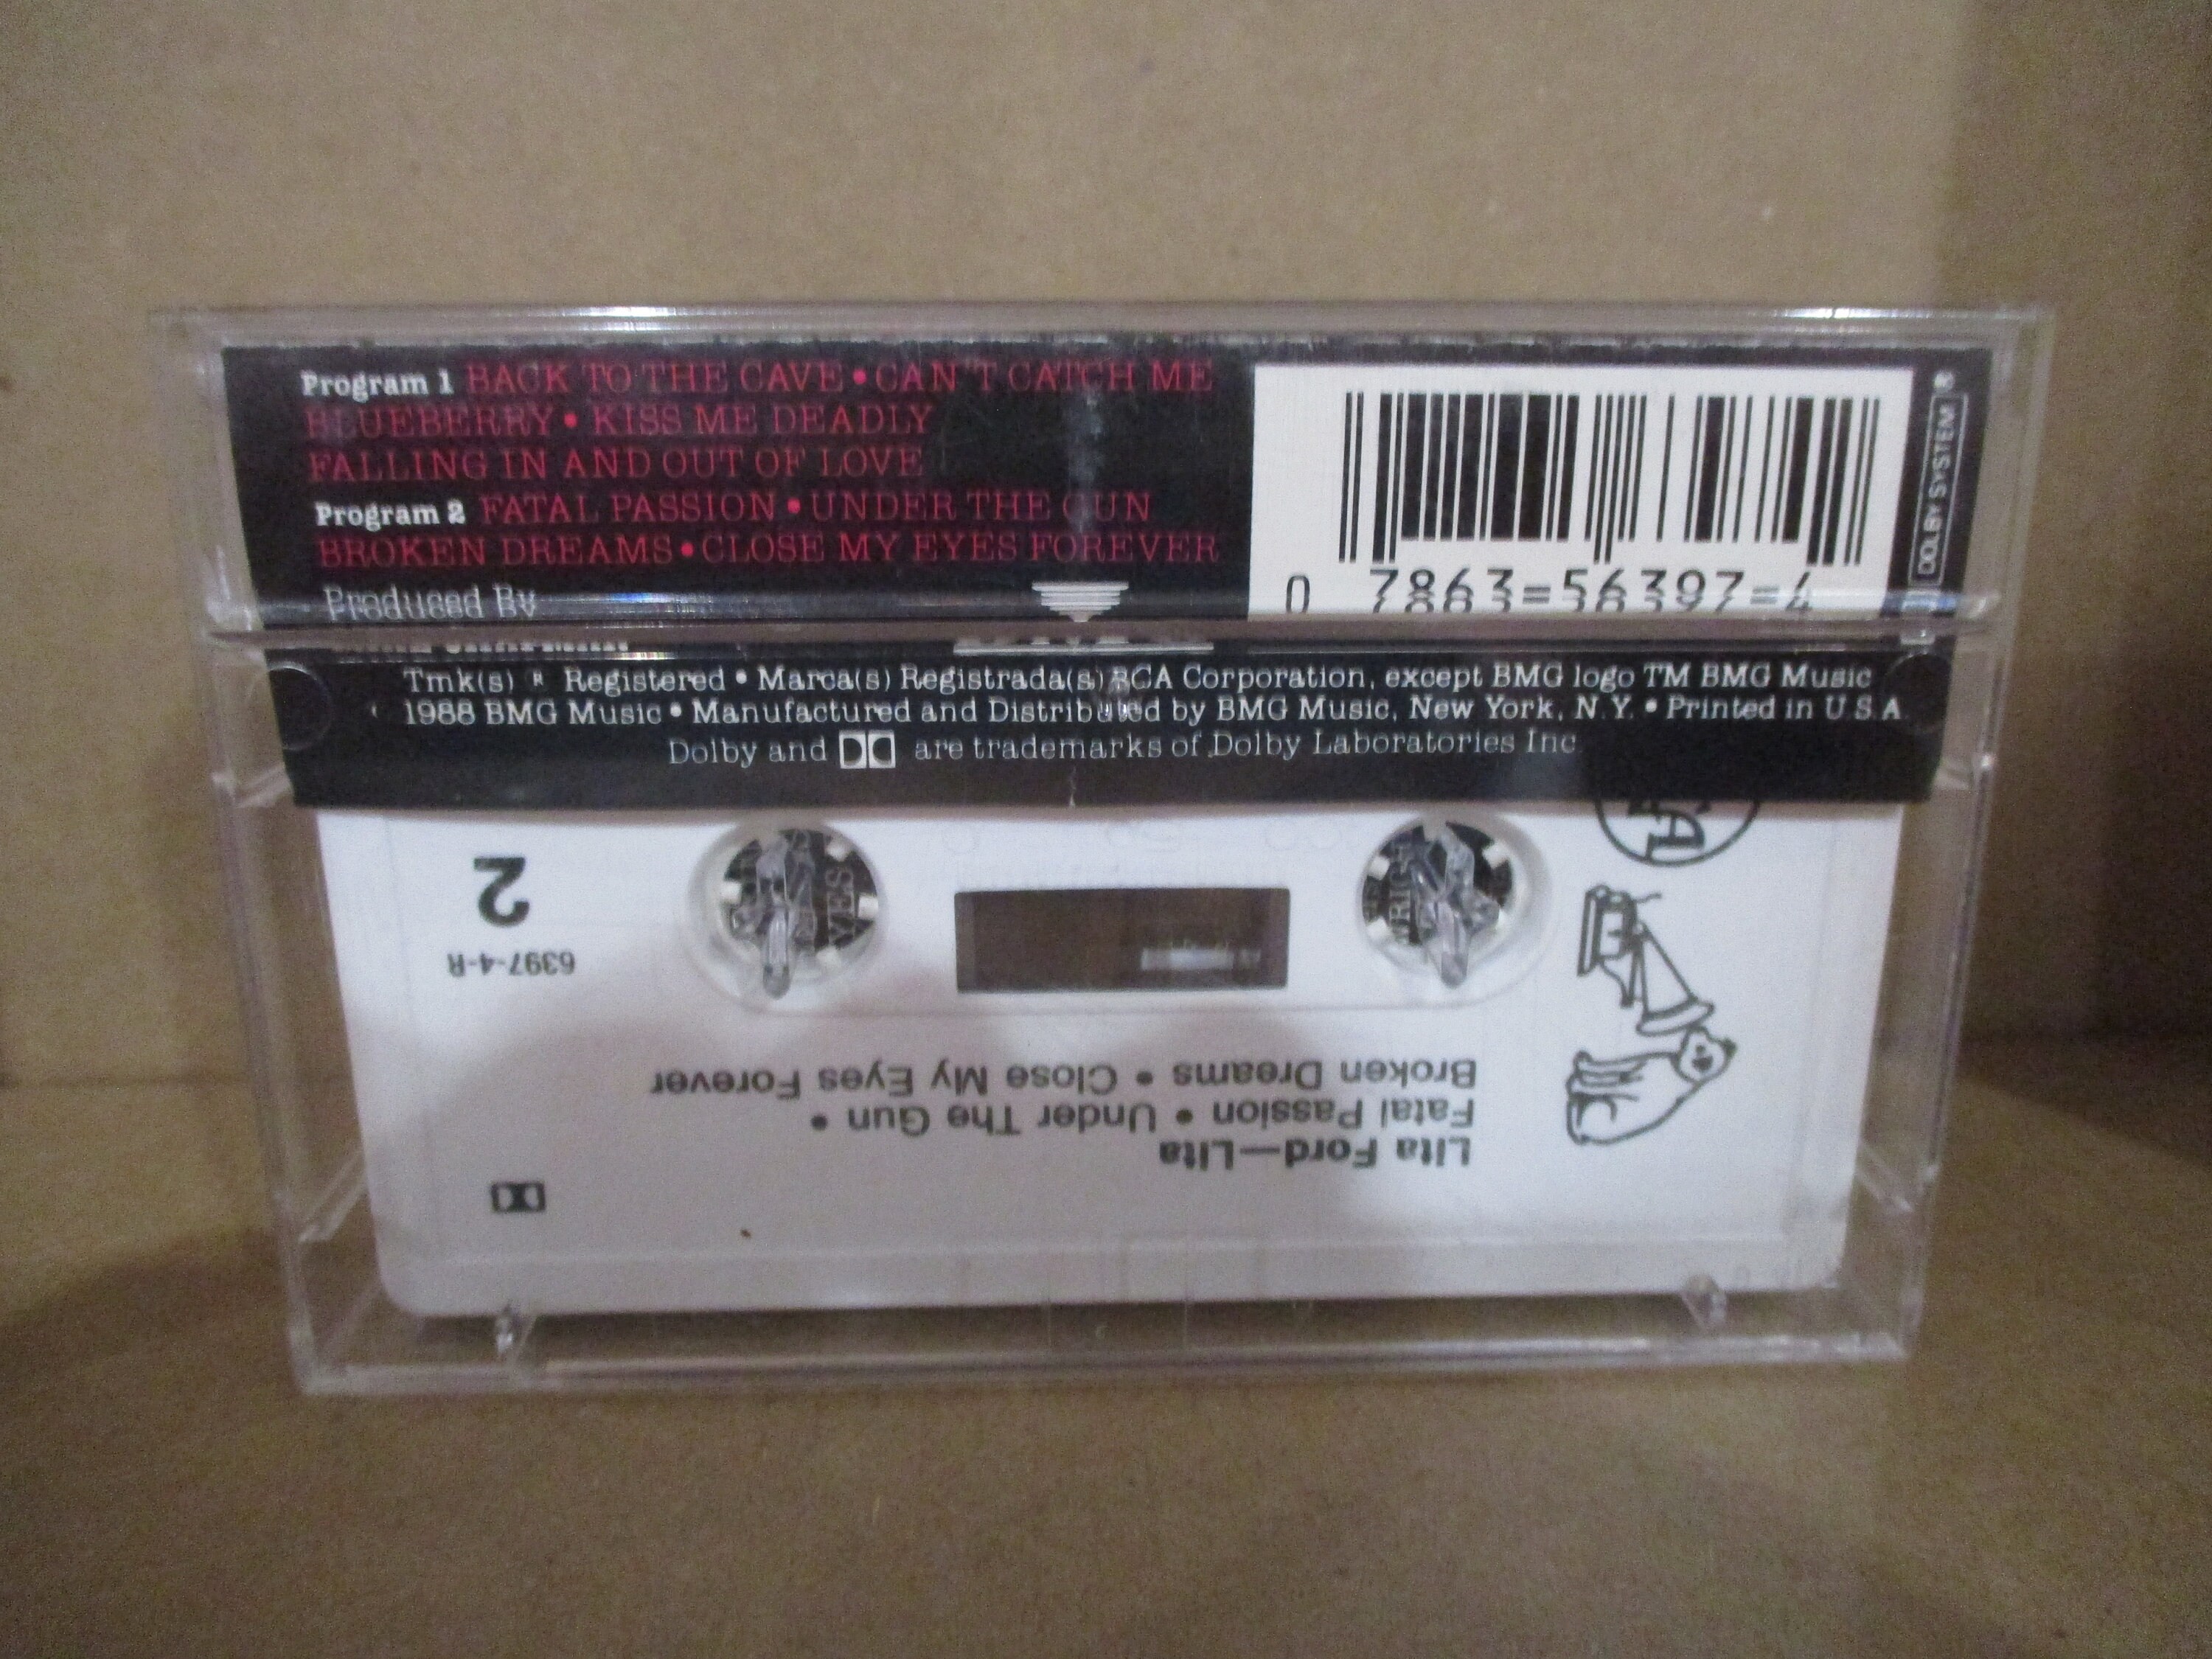 Program 1 BACK TO THE CAVE • CAN'T CATCH ME
BLUEBERRY • KISS ME DEADLY
FALLING IN AND OUT OF LOVE
Program 2 FATAL PASSION • UNDER THE GUN
BROKEN DREAMS • CLOSE MY EYES FOREVER
Produced By
0 7863=56397=4
DOLBY SYSTEM ®
Tmk(s) ® Registered • Marca(s) Registrada(s) RCA Corporation, except BMG logo TM BMG Music
1988 BMG Music • Manufactured and Distributed by BMG Music, New York, N.Y. • Printed in U.S.A.
Dolby and are trademarks of Dolby Laboratories Inc
Lita Ford—Lita
Fatal Passion • Under The Gun •
Broken Dreams • Close My Eyes Forever
6397-4-R
2
YES